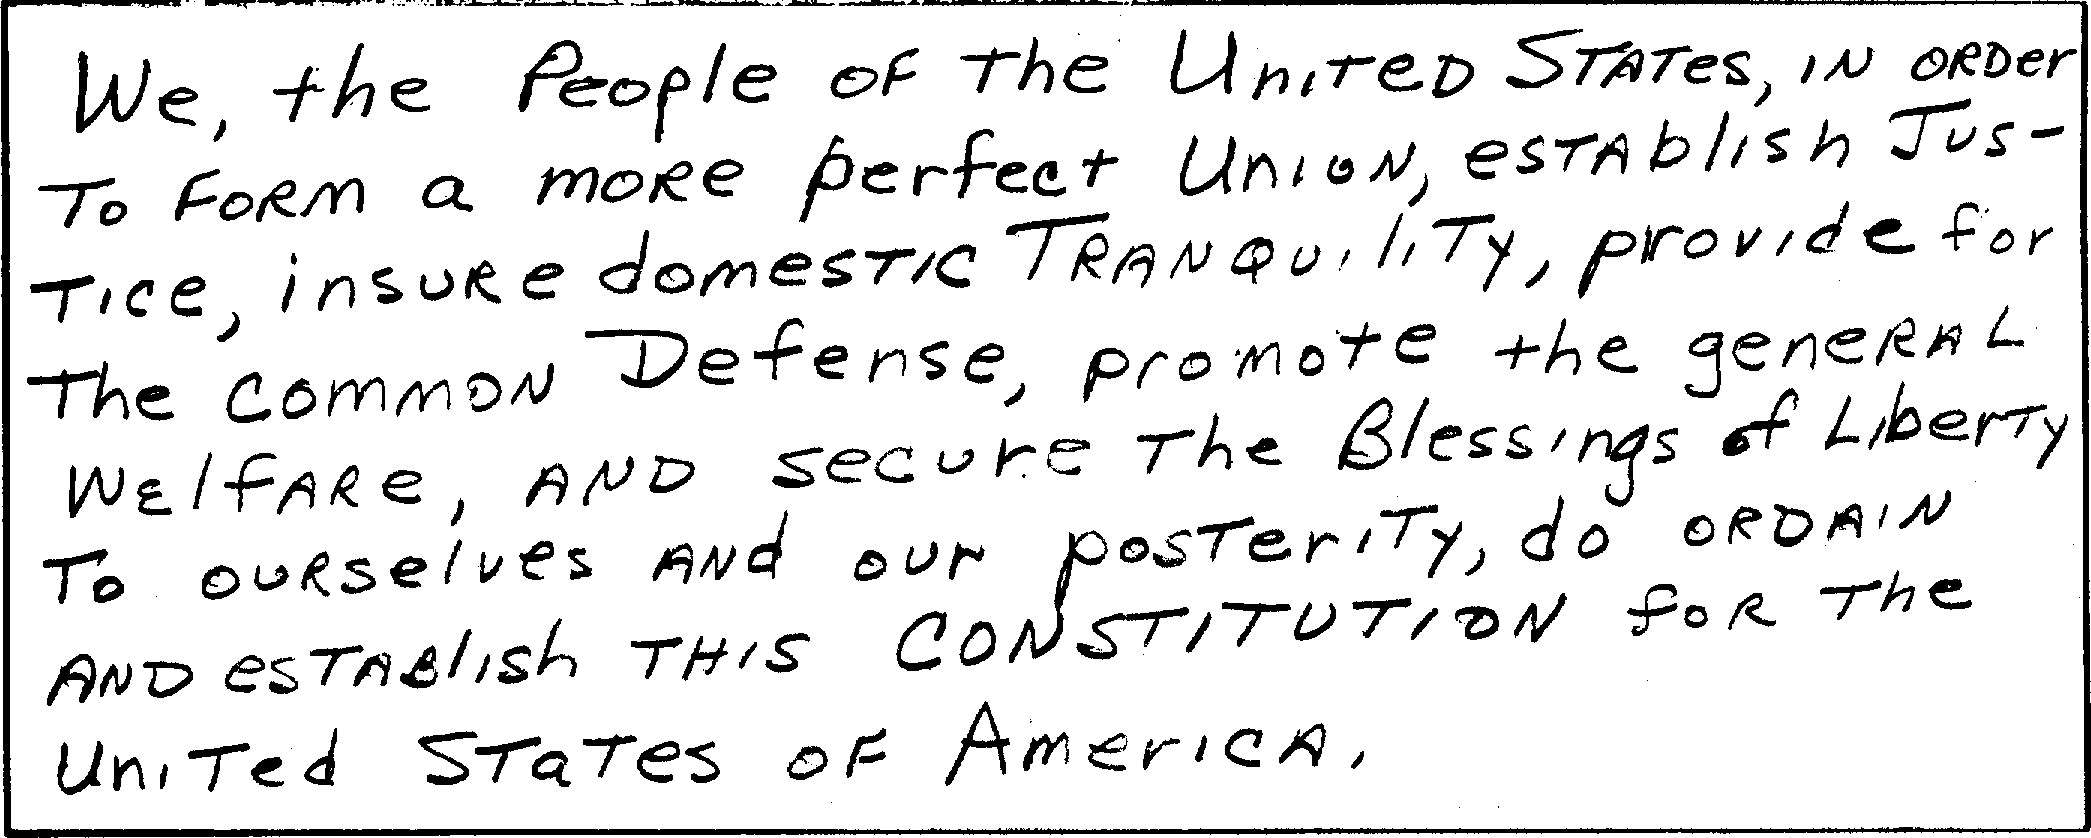 We, the People of the United States, in order
to form a more perfect Union, establish Jus-
tice, insure domestic Tranquility, provide for
the common Defense, promote the general
Welfare, and secure the Blessings of Liberty
to ourselves and our posterity, do ordain
and establish this CONSTITUTION for the
United States of America.